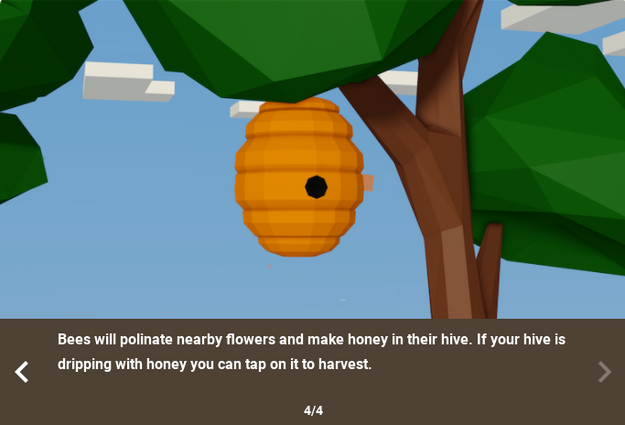 Bees will polinate nearby flowers and make honey in their hive. If your hive is
dripping with honey you can tap on it to harvest.
4/4